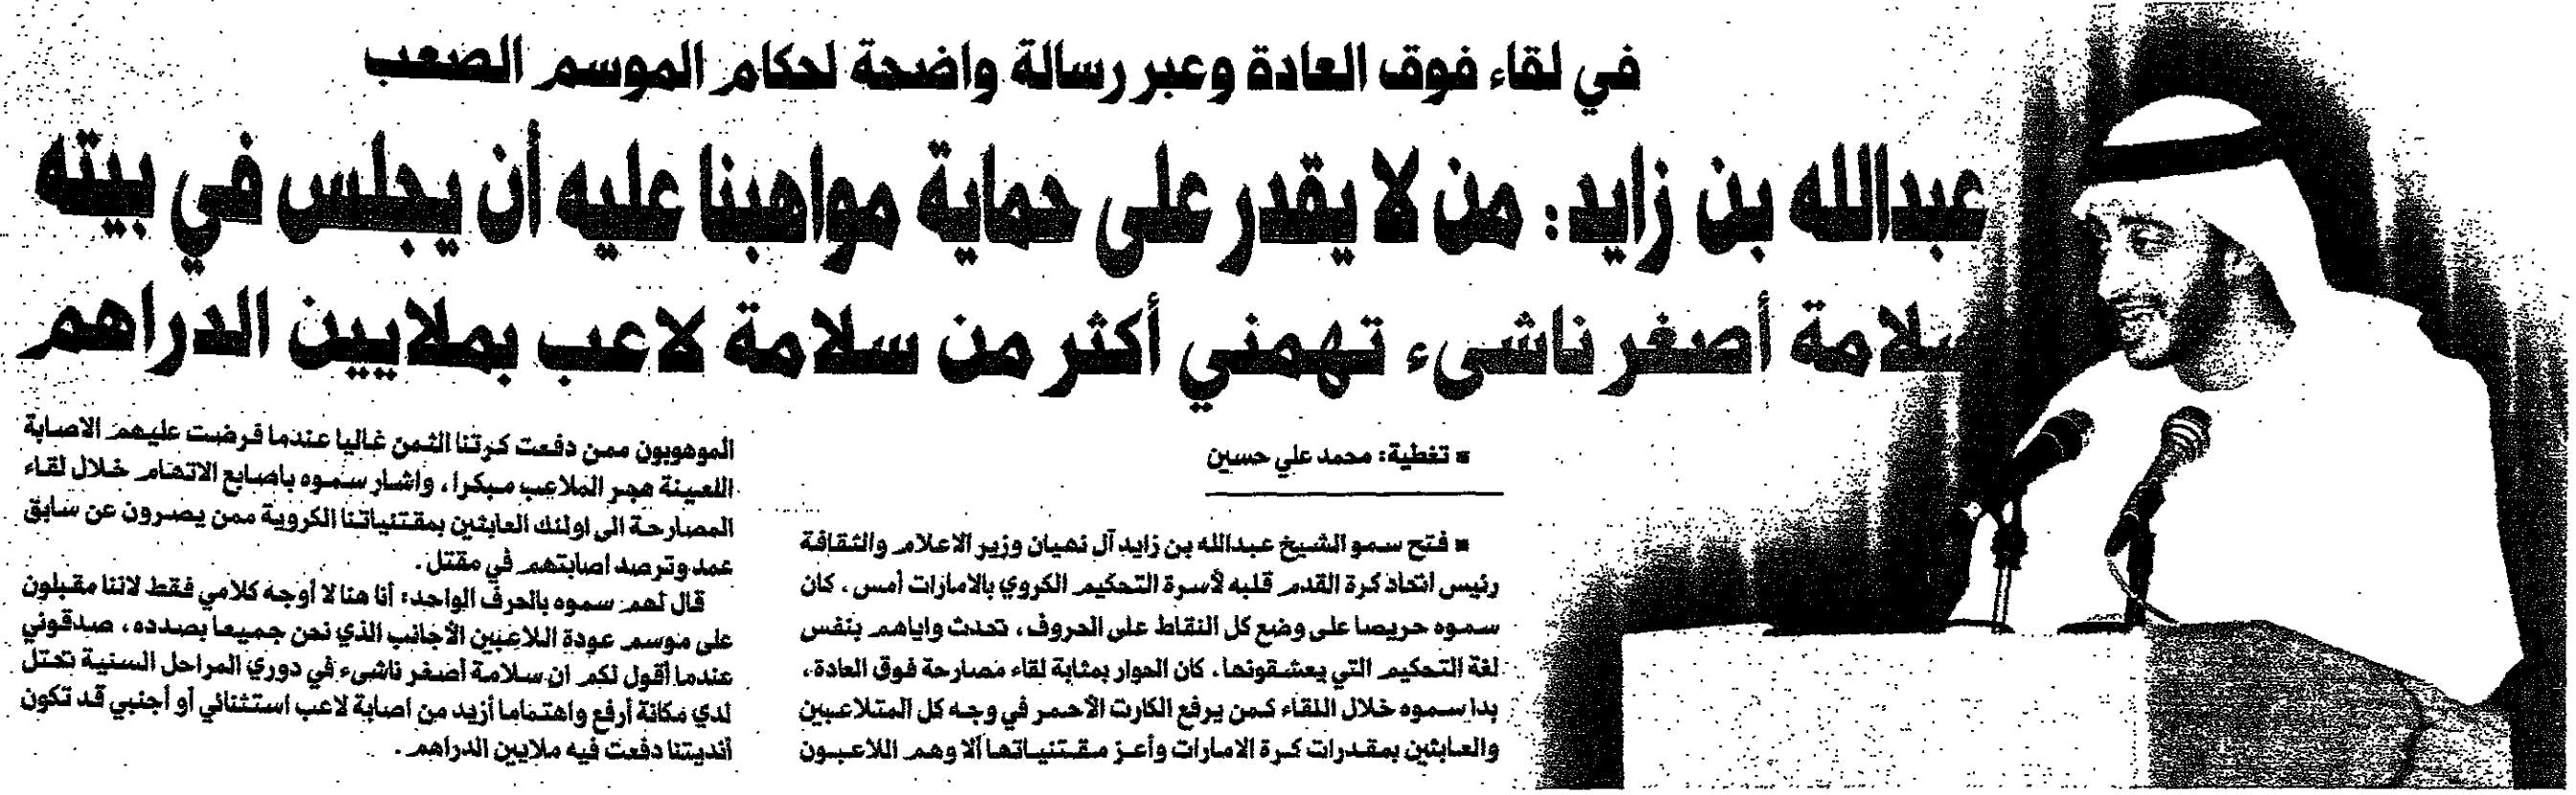 في لقاء فوق العادة وعبر رسالة واضحة لحكام الموسم الصعب
عبدالله بن زايد: من لا يقدر على حماية مواهبنا عليه أن يجلس في بيته
سلامة أصغر ناشىء تهمني أكثر من سلامة لاعب بملايين الدراهم
■ تغطية: محمد علي حسين
■ فتح سمو الشيخ عبدالله بن زايد آل نهيان وزير الاعلام والثقافة
رئيس اتحاد كرة القدم قلبه لأسرة التحكيم الكروي بالامارات أمس، كان
سموه حريصا على وضع كل النقاط على الحروف، تحدث واياهم بنفس
لغة التحكيم التي يعشقونها، كان الحوار بمثابة لقاء مصارحة فوق العادة،
بدا سموه خلال اللقاء كمن يرفع الكارت الأحمر في وجه كل المتلاعبين
والعابثين بمقدرات كرة الامارات وأعز مقتنياتها ألا وهم اللاعبون
الموهوبون ممن دفعت كرتنا الثمن غاليا عندما فرضت عليهم الاصابة
اللعينة هجر الملاعب مبكرا، واشار سموه باصابع الاتهام خلال لقاء
المصارحة الى اولئك العابثين بمقتنياتنا الكروية ممن يصرون عن سابق
عمد وترصد اصابتهم في مقتل.
قال لهم سموه بالحرف الواحد: أنا هنا لا أوجه كلامي فقط لاننا مقبلون
على موسم عودة اللاعبين الأجانب الذي نحن جميعا بصدده، صدقوني
عندما أقول لكم ان سلامة أصغر ناشىء في دوري المراحل السنية تحتل
لدي مكانة أرفع واهتماما أزيد من اصابة لاعب استثنائي أو أجنبي قد تكون
أنديتنا دفعت فيه ملايين الدراهم.